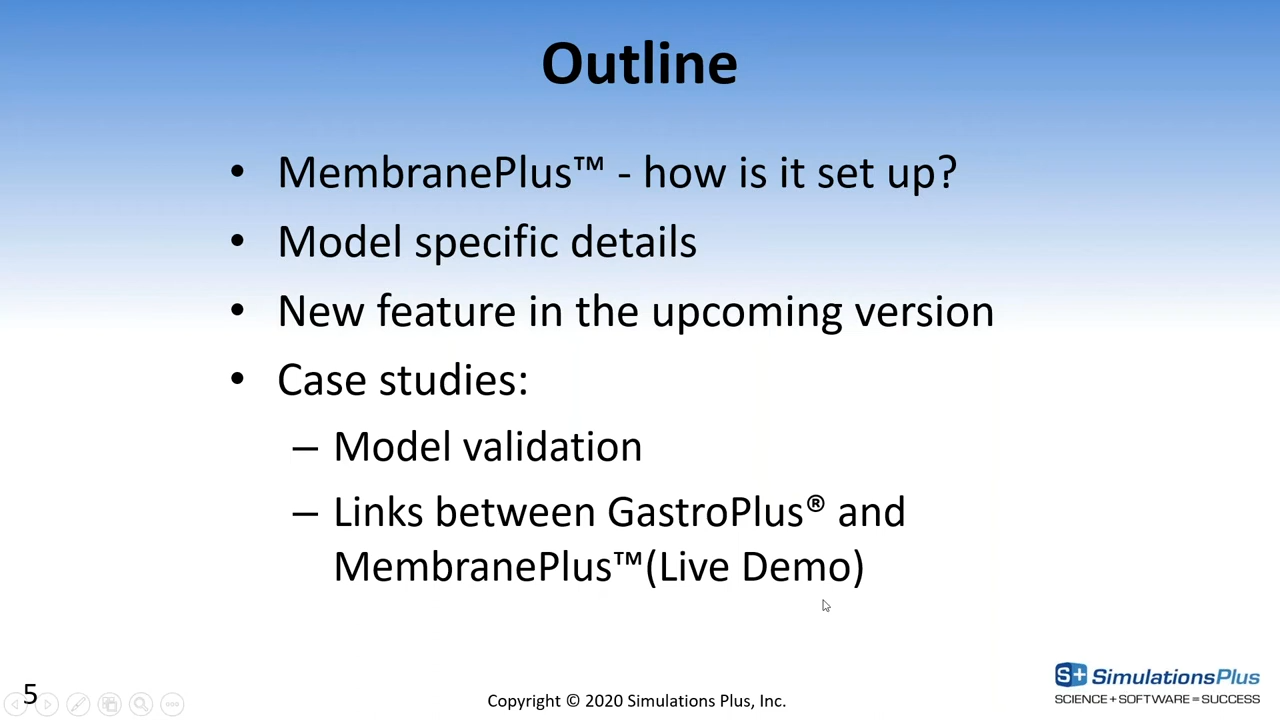 Outline
• MembranePlus™ - how is it set up?
• Model specific details
• New feature in the upcoming version
• Case studies:
– Model validation
– Links between GastroPlus® and
MembranePlus™(Live Demo)
5
Copyright © 2020 Simulations Plus, Inc.
S+ SimulationsPlus
SCIENCE + SOFTWARE = SUCCESS